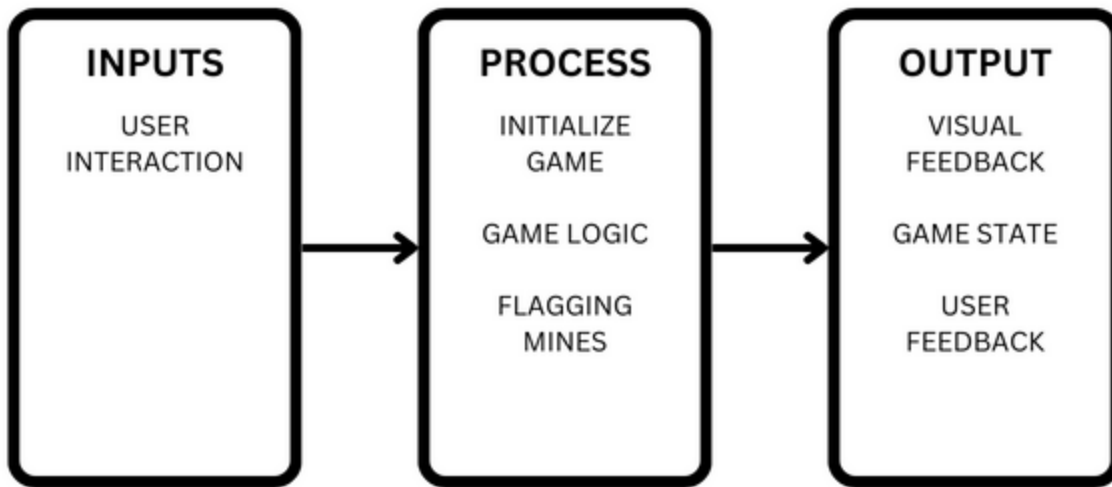 INPUTS
USER
INTERACTION
PROCESS
INITIALIZE
GAME
GAME LOGIC
FLAGGING
MINES
OUTPUT
VISUAL
FEEDBACK
GAME STATE
USER
FEEDBACK